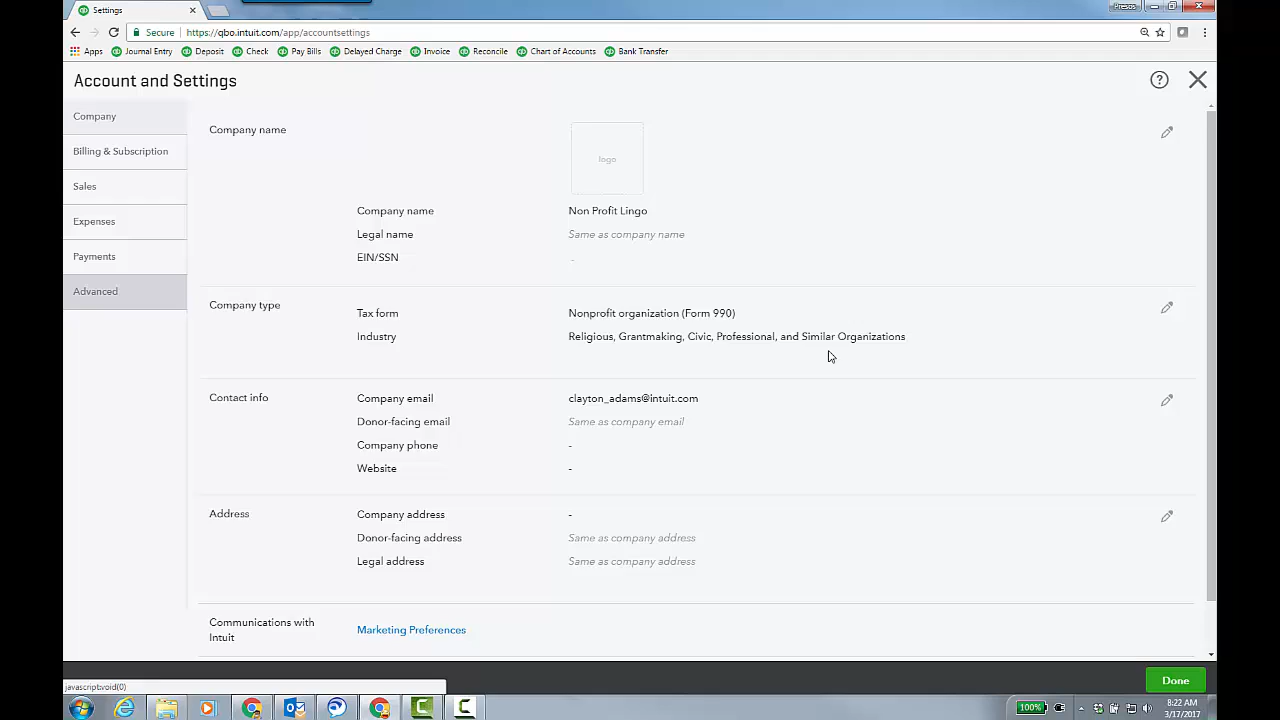 Settings
Presos
Secure https://qbo.intuit.com/app/accountsettings
Apps Journal Entry Deposit Check Pay Bills Delayed Charge Invoice Reconcile Chart of Accounts Bank Transfer
Account and Settings
Company
Billing & Subscription
Sales
Expenses
Payments
Advanced
Company name
logo
Company name Non Profit Lingo
Legal name Same as company name
EIN/SSN -
Company type
Tax form Nonprofit organization (Form 990)
Industry Religious, Grantmaking, Civic, Professional, and Similar Organizations
Contact info
Company email clayton_adams@intuit.com
Donor-facing email Same as company email
Company phone -
Website -
Address
Company address -
Donor-facing address Same as company address
Legal address Same as company address
Communications with
Intuit
Marketing Preferences
Done
javascript:void(0)
100%
8:22 AM
3/17/2017